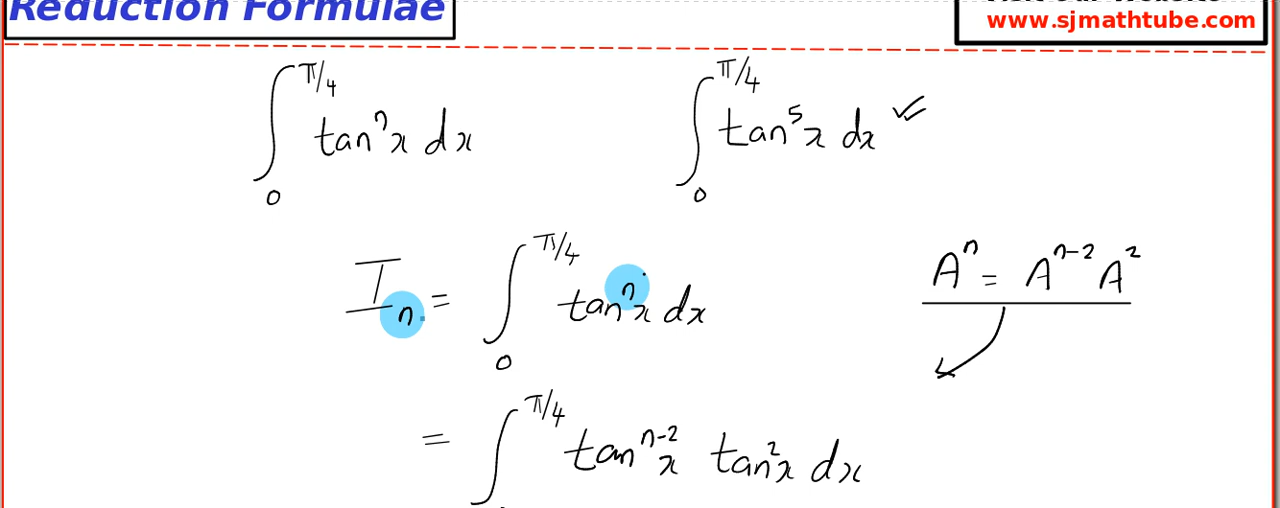 Reduction Formulae
www.sjmathtube.com
∫₀^{π/4} tanⁿx dx    ∫₀^{π/4} tan⁵x dx ✓
Iₙ = ∫₀^{π/4} tanⁿx dx    Aⁿ = Aⁿ⁻² A²
= ∫^{π/4} tanⁿ⁻²x tan²x dx